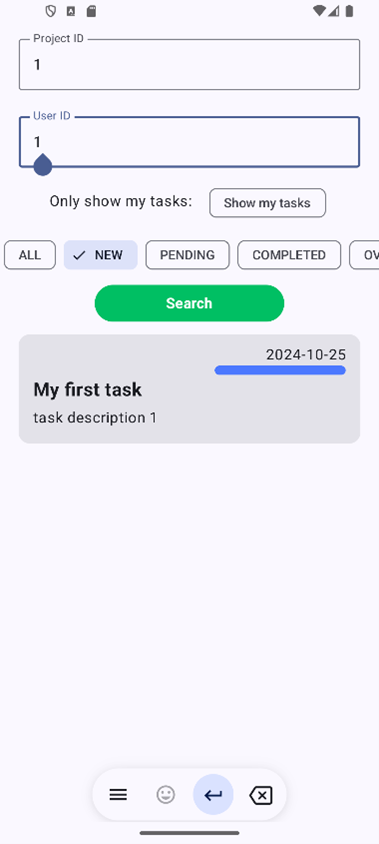 Project ID
1
User ID
1
Only show my tasks: Show my tasks
ALL NEW PENDING COMPLETED OV
Search
2024-10-25
My first task
task description 1